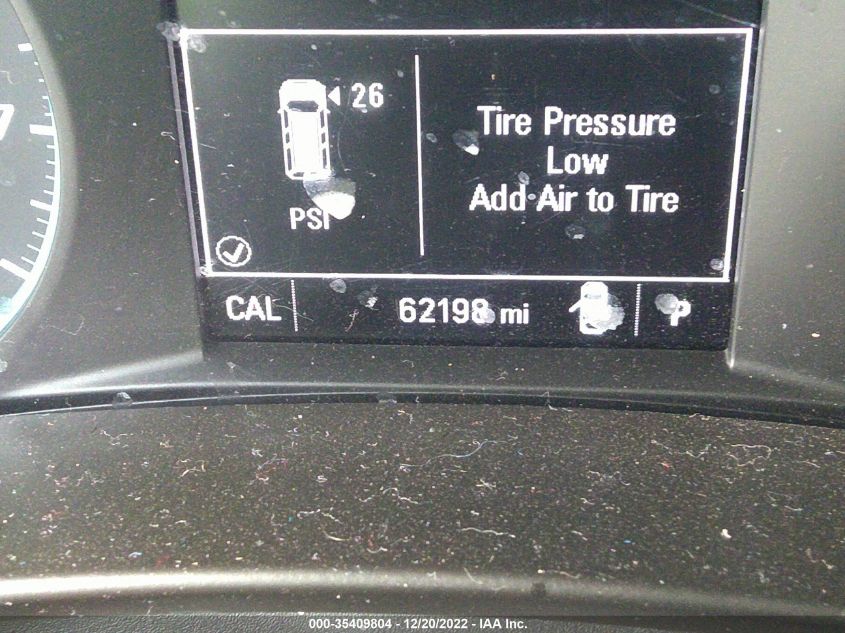 7
26
Tire Pressure
Low
Add Air to Tire
PSI
CAL
62198 mi
P
000-35409804 - 12/20/2022 - IAA Inc.